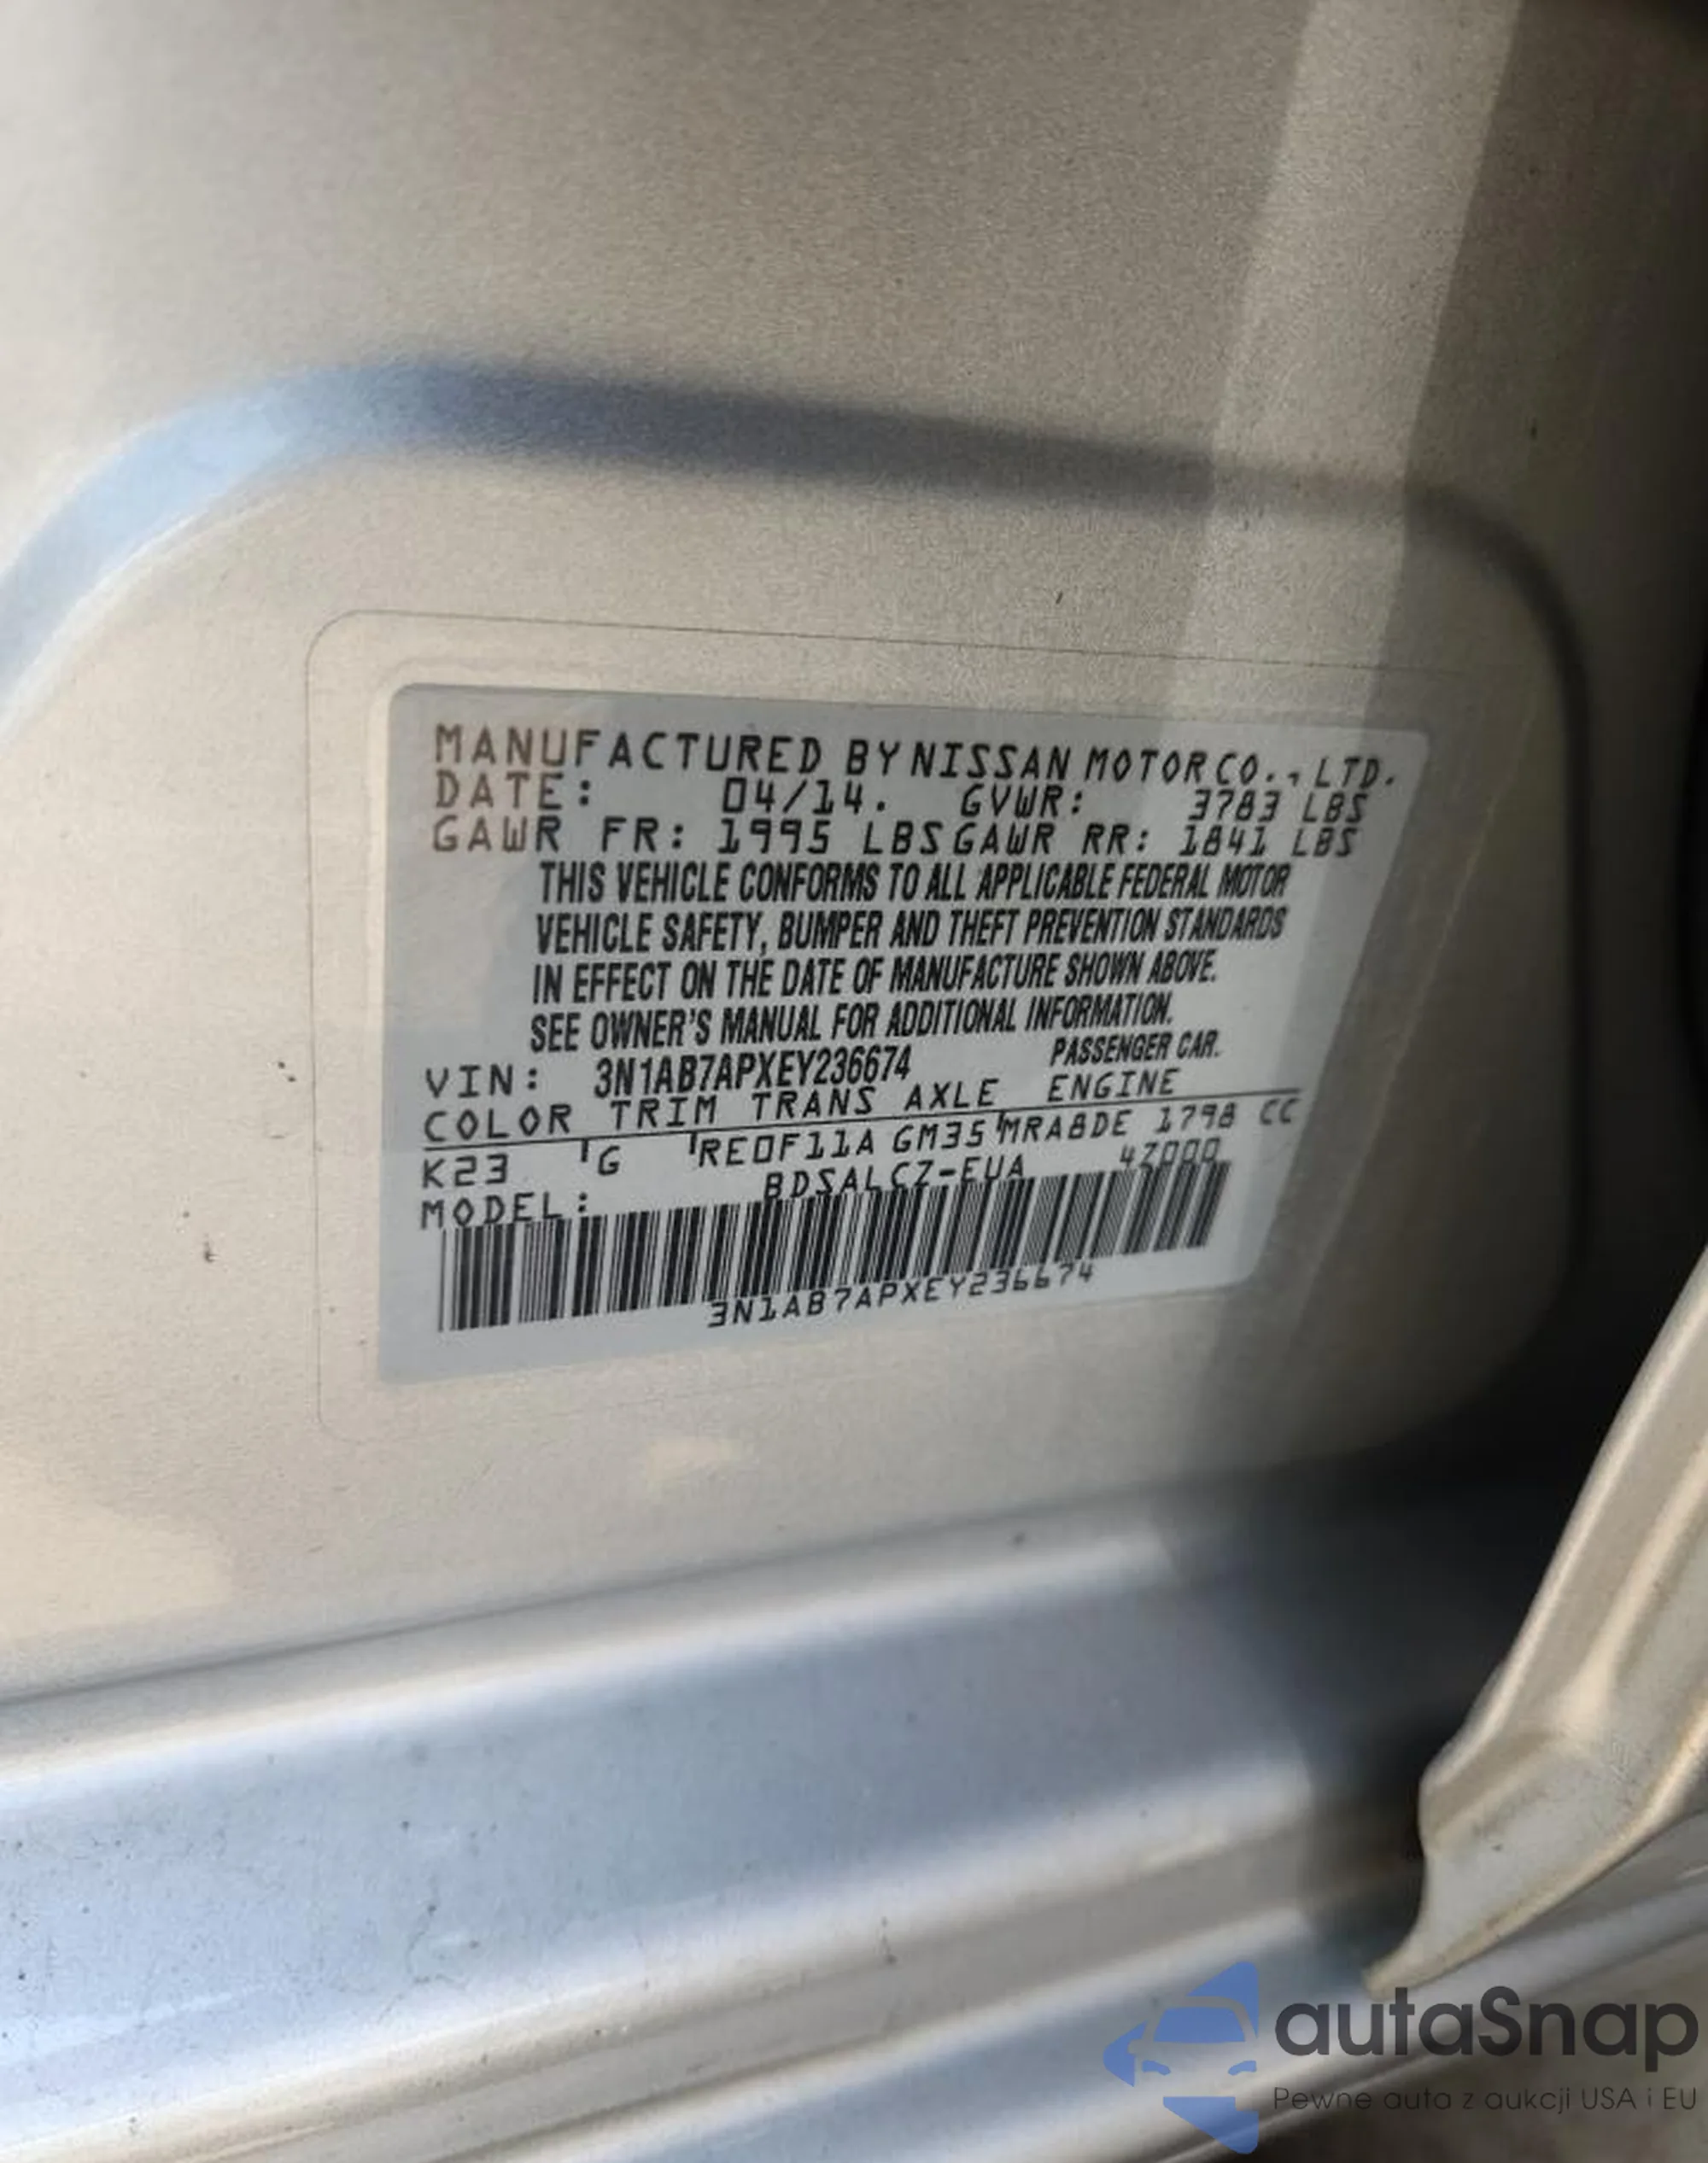 MANUFACTURED BY NISSAN MOTOR CO., LTD.
DATE: 04/14. GVWR: 3783 LBS
GAWR FR: 1995 LBS GAWR RR: 1841 LBS
THIS VEHICLE CONFORMS TO ALL APPLICABLE FEDERAL MOTOR
VEHICLE SAFETY, BUMPER AND THEFT PREVENTION STANDARDS
IN EFFECT ON THE DATE OF MANUFACTURE SHOWN ABOVE.
SEE OWNER'S MANUAL FOR ADDITIONAL INFORMATION.
VIN: 3N1AB7APXEY236674 PASSENGER CAR.
COLOR TRIM TRANS AXLE ENGINE
K23 G RE0F11A GM35 MRA8DE 1798 CC
MODEL: BDSALCZ-EUA 47000
3N1AB7APXEY236674
autaSnap
Pewne auta z aukcji USA i EU